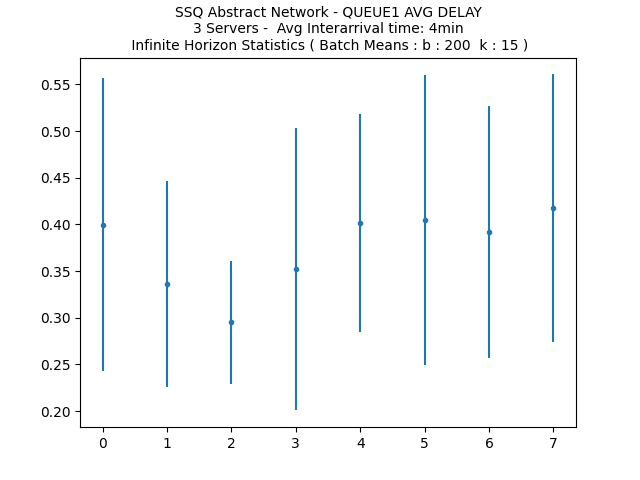 SSQ Abstract Network - QUEUE1 AVG DELAY
3 Servers -  Avg Interarrival time: 4min
Infinite Horizon Statistics ( Batch Means : b : 200  k : 15 )
0.55
0.50
0.45
0.40
0.35
0.30
0.25
0.20
0 1 2 3 4 5 6 7